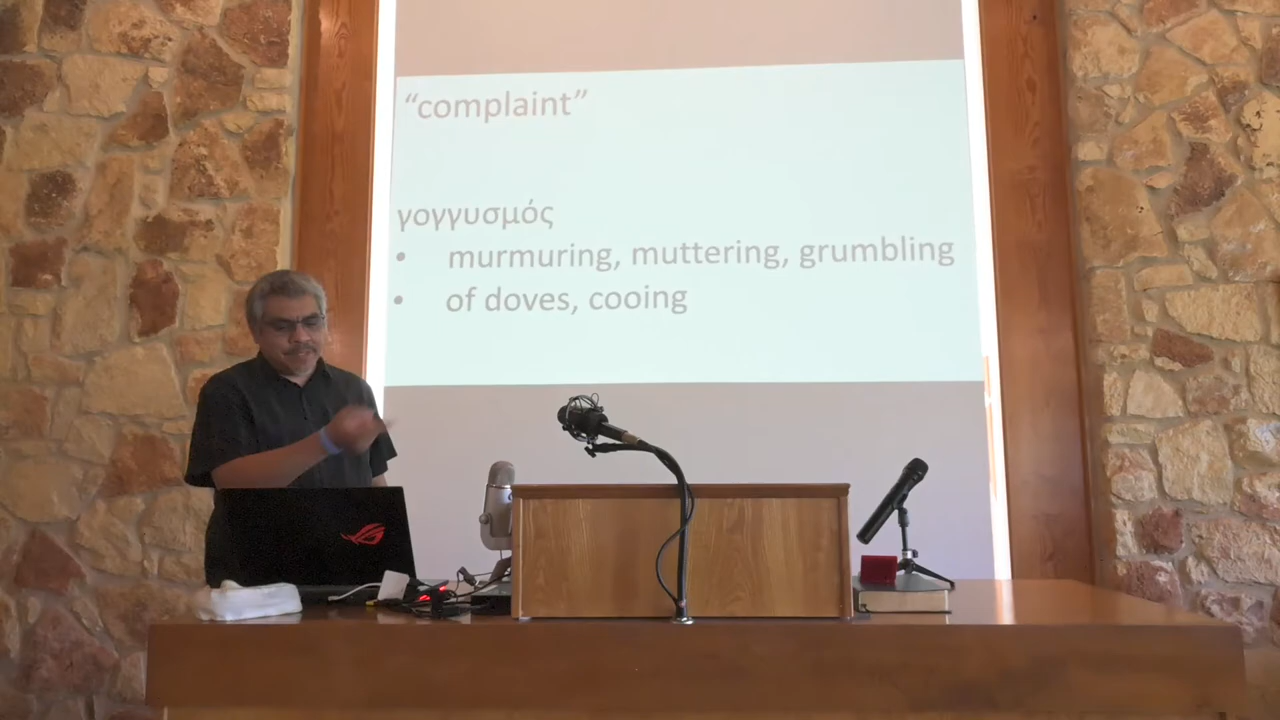 “complaint”
γογγυσμός
• murmuring, muttering, grumbling
• of doves, cooing